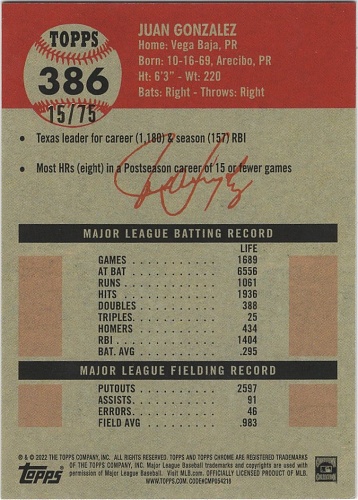 TOPPS
386
15/75
JUAN GONZALEZ
Home: Vega Baja, PR
Born: 10-16-69, Arecibo, PR
Ht: 6'3" - Wt: 220
Bats: Right - Throws: Right
• Texas leader for career (1,180) & season (157) RBI
• Most HRs (eight) in a Postseason career of 15 or fewer games
MAJOR LEAGUE BATTING RECORD
LIFE
GAMES 1689
AT BAT 6556
RUNS 1061
HITS 1936
DOUBLES 388
TRIPLES 25
HOMERS 434
RBI 1404
BAT. AVG .295
MAJOR LEAGUE FIELDING RECORD
PUTOUTS 2597
ASSISTS 91
ERRORS 46
FIELD AVG .983
® & © 2022 THE TOPPS COMPANY, INC. ALL RIGHTS RESERVED. TOPPS AND TOPPS CHROME ARE REGISTERED TRADEMARKS
OF THE TOPPS COMPANY, INC. Major League Baseball trademarks and copyrights are used with
permission of Major League Baseball. Visit MLB.com. OFFICIALLY LICENSED PRODUCT OF MLB.
WWW.TOPPS.COM. CODE#CMP054216
Topps